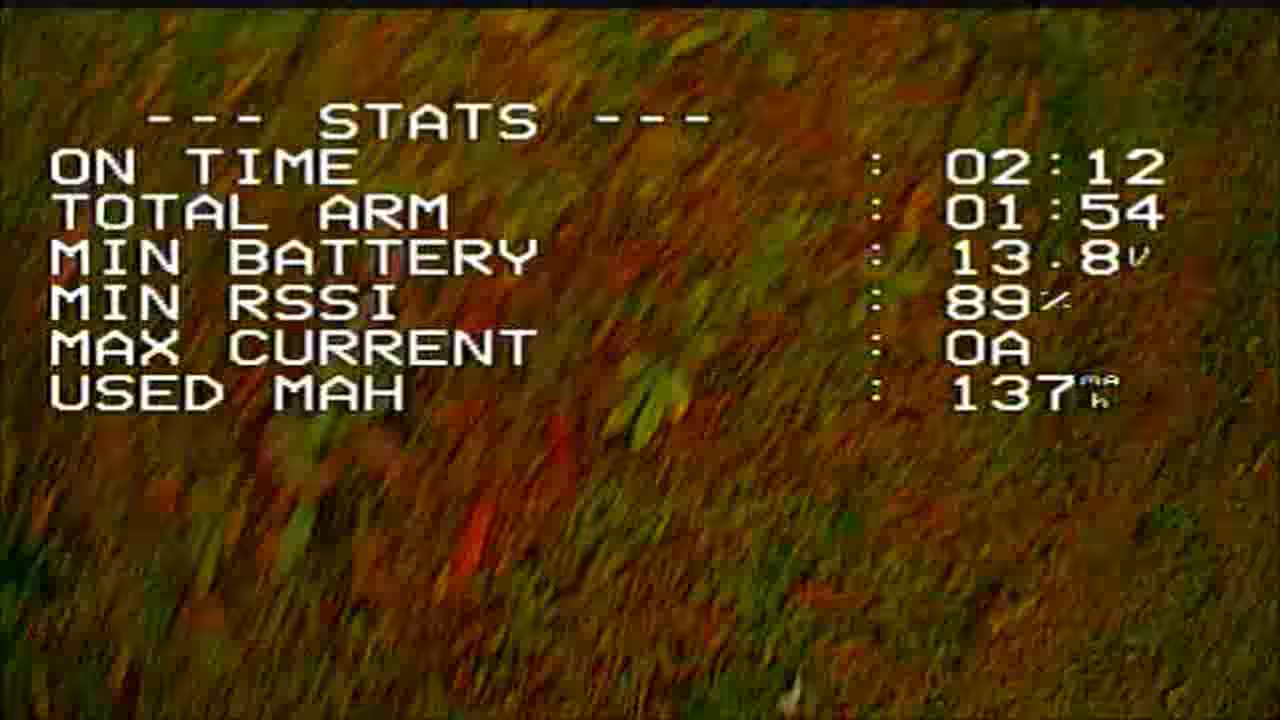 --- STATS ---
ON TIME : 02:12
TOTAL ARM : 01:54
MIN BATTERY : 13.8V
MIN RSSI : 89%
MAX CURRENT : 0A
USED MAH : 137mAh